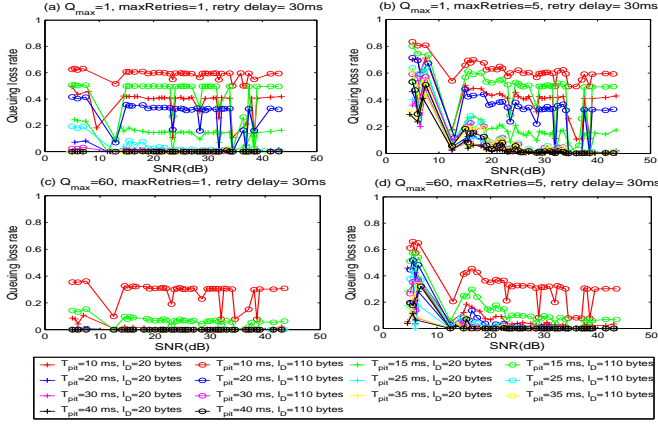 (a) Q_max=1, maxRetries=1, retry delay= 30ms
1
0.8
0.6
0.4
0.2
0
Queuing loss rate
0 10 20 30 40 50
SNR(dB)
(b) Q_max=1, maxRetries=5, retry delay= 30ms
1
0.8
0.6
0.4
0.2
0
Queuing loss rate
0 10 20 30 40 50
SNR(dB)
(c) Q_max=60, maxRetries=1, retry delay= 30ms
1
0.8
0.6
0.4
0.2
0
Queuing loss rate
0 10 20 30 40 50
SNR(dB)
(d) Q_max=60, maxRetries=5, retry delay= 30ms
1
0.8
0.6
0.4
0.2
0
Queuing loss rate
0 10 20 30 40 50
SNR(dB)
T_pit=10 ms, l_D=20 bytes T_pit=10 ms, l_D=110 bytes T_pit=15 ms, l_D=20 bytes T_pit=15 ms, l_D=110 bytes
T_pit=20 ms, l_D=20 bytes T_pit=20 ms, l_D=110 bytes T_pit=25 ms, l_D=20 bytes T_pit=25 ms, l_D=110 bytes
T_pit=30 ms, l_D=20 bytes T_pit=30 ms, l_D=110 bytes T_pit=35 ms, l_D=20 bytes T_pit=35 ms, l_D=110 bytes
T_pit=40 ms, l_D=20 bytes T_pit=40 ms, l_D=110 bytes